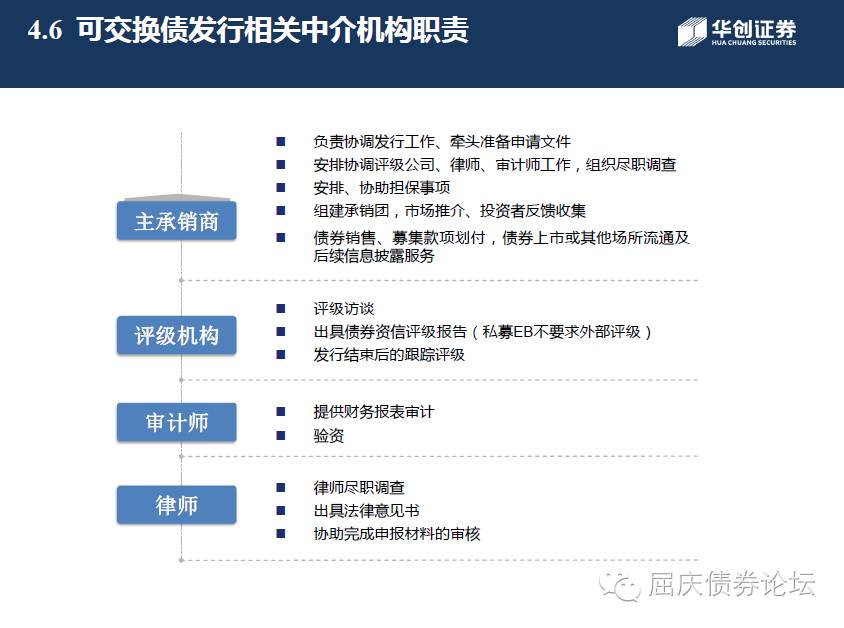 4.6 可交换债发行相关中介机构职责
华创证券
HUA CHUANG SECURITIES
主承销商
负责协调发行工作、牵头准备申请文件
安排协调评级公司、律师、审计师工作，组织尽职调查
安排、协助担保事项
组建承销团，市场推介、投资者反馈收集
债券销售、募集款项划付，债券上市或其他场所流通及
后续信息披露服务
评级机构
评级访谈
出具债券资信评级报告（私募EB不要求外部评级）
发行结束后的跟踪评级
审计师
提供财务报表审计
验资
律师
律师尽职调查
出具法律意见书
协助完成申报材料的审核
屈庆债券论坛